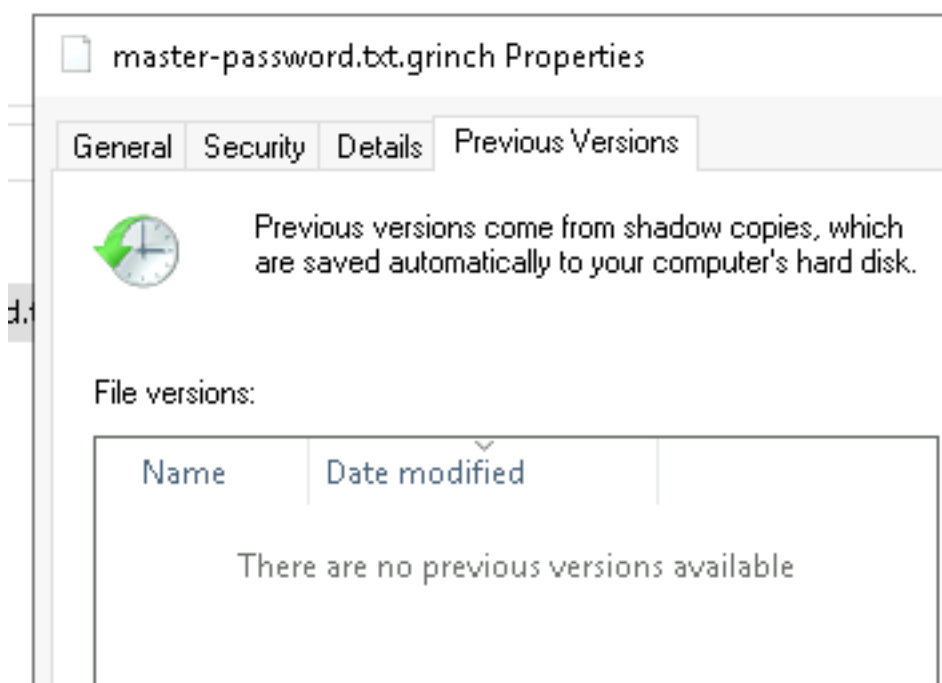 master-password.txt.grinch Properties
General Security Details Previous Versions
Previous versions come from shadow copies, which
are saved automatically to your computer's hard disk.
File versions:
Name Date modified
There are no previous versions available